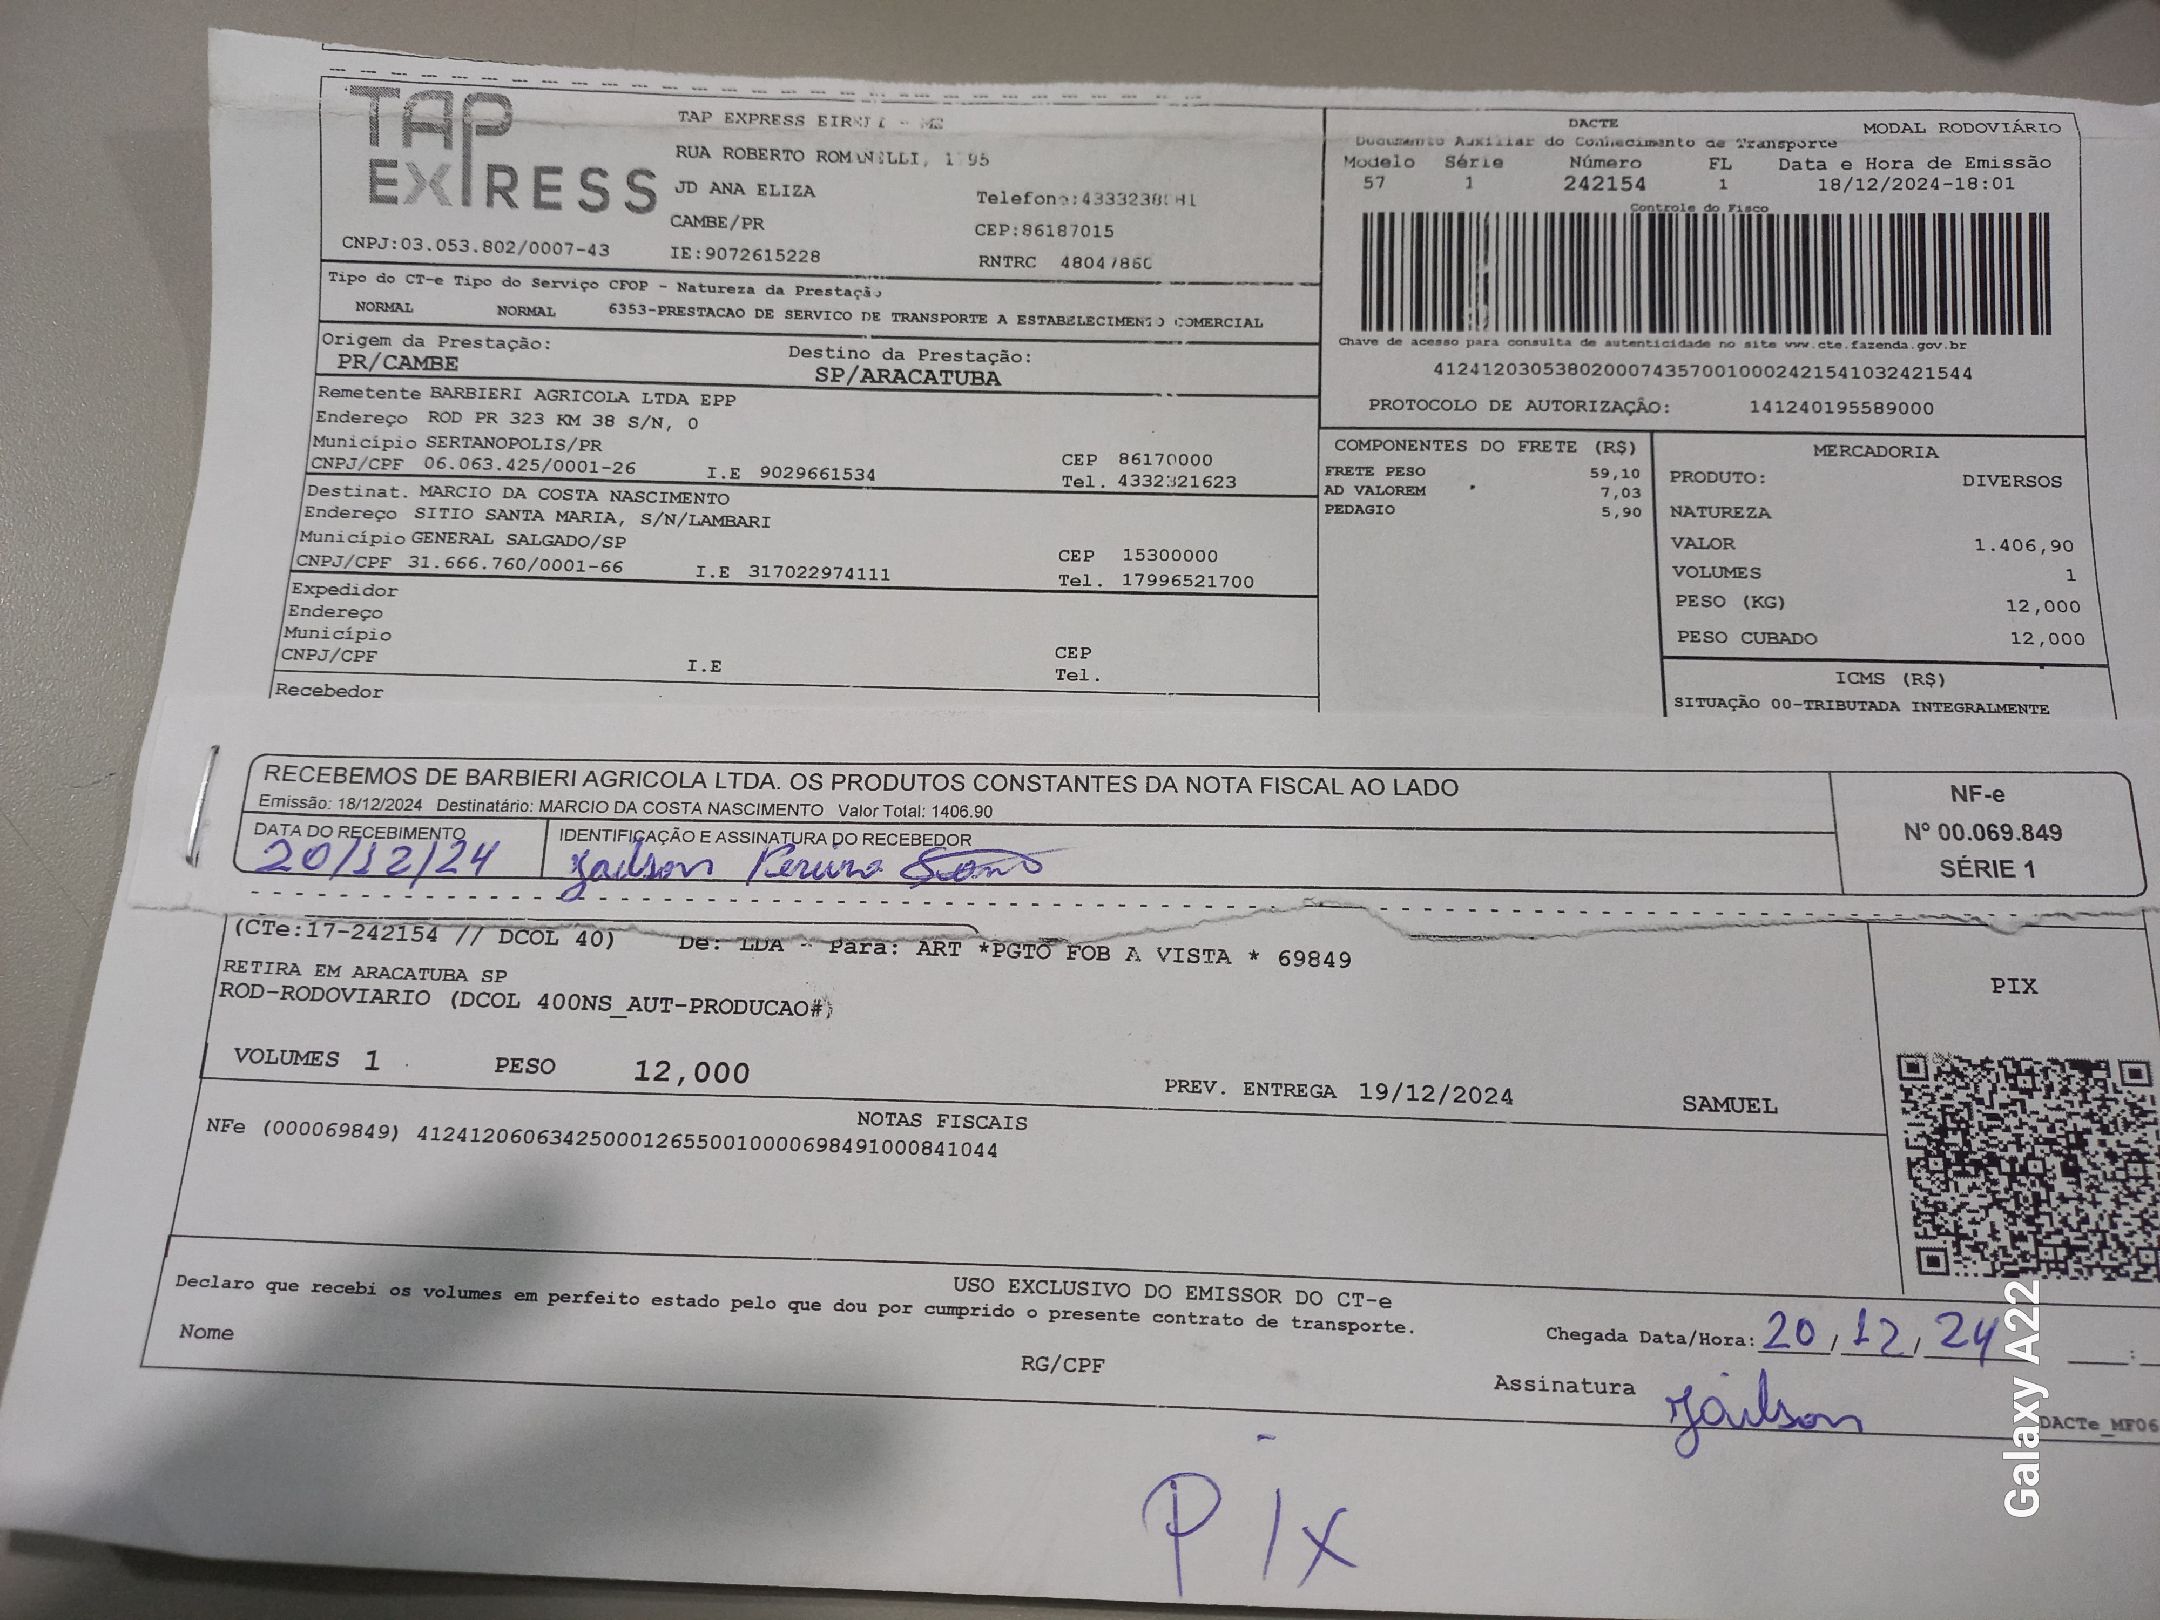 TAP EXPRESS
TAP EXPRESS
RUA ROBERTO ROMANELLI,
JD ANA ELIZA
CAMBE/PR
Telefone:
CEP:86187015
CNPJ:03.053.802/0007-43
IE:9072615228
RNTRC 48047860
DACTE
MODAL RODOVIÁRIO
Documento Auxiliar do Conhecimento de Transporte
Modelo Série Número FL Data e Hora de Emissão
57 1 242154 1 18/12/2024-18:01
Controle do Fisco
Chave de acesso para consulta de autenticidade no site www.cte.fazenda.gov.br
41241203053802000743570010002421541032421544
PROTOCOLO DE AUTORIZAÇÃO: 141240195589000
Tipo do CT-e Tipo do Serviço CFOP - Natureza da Prestação
NORMAL NORMAL 6353-PRESTACAO DE SERVICO DE TRANSPORTE A ESTABELECIMENTO COMERCIAL
Origem da Prestação: Destino da Prestação:
PR/CAMBE SP/ARACATUBA
Remetente BARBIERI AGRICOLA LTDA EPP
Endereço ROD PR 323 KM 38 S/N, 0
Município SERTANOPOLIS/PR CEP 86170000
CNPJ/CPF 06.063.425/0001-26 I.E 9029661534 Tel. 4332321623
Destinat. MARCIO DA COSTA NASCIMENTO
Endereço SITIO SANTA MARIA, S/N/LAMBARI
Município GENERAL SALGADO/SP CEP 15300000
CNPJ/CPF 31.666.760/0001-66 I.E 317022974111 Tel. 17996521700
Expedidor
Endereço
Município CEP
CNPJ/CPF I.E Tel.
Recebedor
COMPONENTES DO FRETE (R$)
FRETE PESO 59,10
AD VALOREM 7,03
PEDAGIO 5,90
MERCADORIA
PRODUTO: DIVERSOS
NATUREZA
VALOR 1.406,90
VOLUMES 1
PESO (KG) 12,000
PESO CUBADO 12,000
ICMS (R$)
SITUAÇÃO 00-TRIBUTADA INTEGRALMENTE
RECEBEMOS DE BARBIERI AGRICOLA LTDA. OS PRODUTOS CONSTANTES DA NOTA FISCAL AO LADO
Emissão: 18/12/2024 Destinatário: MARCIO DA COSTA NASCIMENTO Valor Total: 1406.90
DATA DO RECEBIMENTO IDENTIFICAÇÃO E ASSINATURA DO RECEBEDOR
20/12/24 Jailson
NF-e
Nº 00.069.849
SÉRIE 1
(CTe:17-242154 // DCOL 40) De: LDA - Para: ART *PGTO FOB A VISTA * 69849
RETIRA EM ARACATUBA SP
ROD-RODOVIARIO (DCOL 400NS_AUT-PRODUCAO#)
VOLUMES 1 PESO 12,000 PREV. ENTREGA 19/12/2024 SAMUEL
PIX
NOTAS FISCAIS
NFe (000069849) 41241206063425000126550010000698491000841044
USO EXCLUSIVO DO EMISSOR DO CT-e
Declaro que recebi os volumes em perfeito estado pelo que dou por cumprido o presente contrato de transporte.
Nome RG/CPF
Chegada Data/Hora: 20/12/24 :
Assinatura Jailson
DACTe_MF06
PIx
Galaxy A22